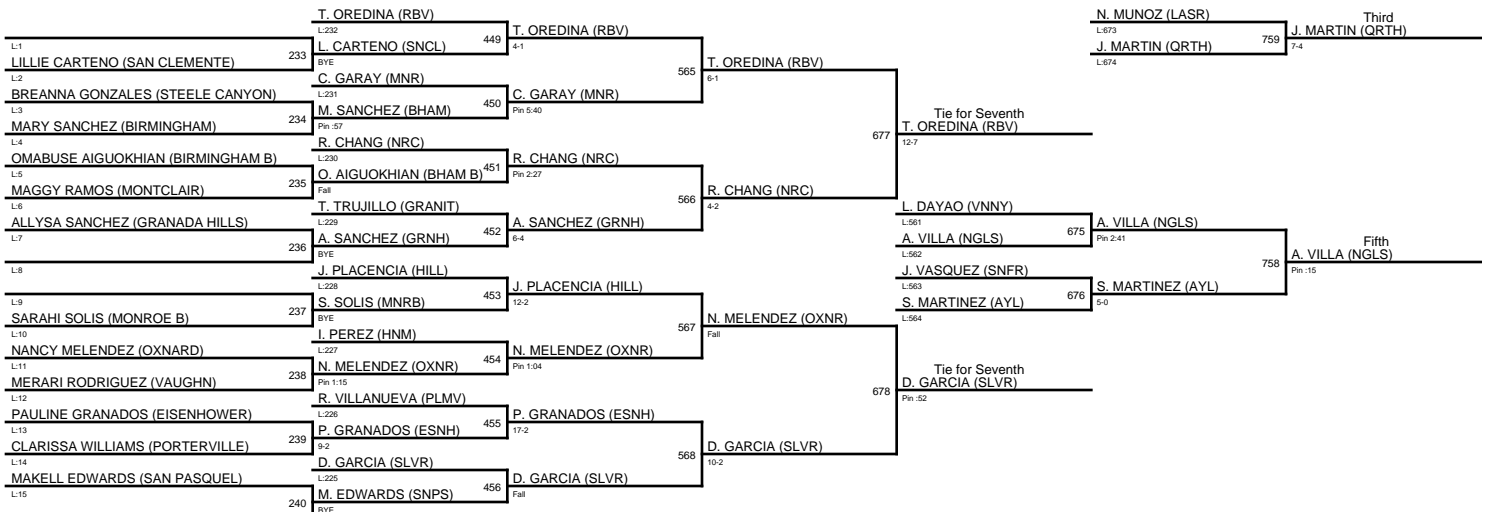 T. OREDINA (RBV)
L:232
L:1
233
L. CARTENO (SNCL)
BYE
449
T. OREDINA (RBV)
4-1
LILLIE CARTENO (SAN CLEMENTE)
L:2
C. GARAY (MNR)
L:231
565
T. OREDINA (RBV)
6-1
BREANNA GONZALES (STEELE CANYON)
L:3
234
M. SANCHEZ (BHAM)
Pin :57
450
C. GARAY (MNR)
Pin 5:40
MARY SANCHEZ (BIRMINGHAM)
L:4
R. CHANG (NRC)
L:230
677
Tie for Seventh
T. OREDINA (RBV)
12-7
OMABUSE AIGUOKHIAN (BIRMINGHAM B)
L:5
235
O. AIGUOKHIAN (BHAM B)
Fall
451
R. CHANG (NRC)
Pin 2:27
MAGGY RAMOS (MONTCLAIR)
L:6
566
R. CHANG (NRC)
4-2
T. TRUJILLO (GRANIT)
L:229
ALLYSA SANCHEZ (GRANADA HILLS)
L:7
236
A. SANCHEZ (GRNH)
BYE
452
A. SANCHEZ (GRNH)
6-4
L:8
J. PLACENCIA (HILL)
L:228
L:9
237
S. SOLIS (MNRB)
BYE
453
J. PLACENCIA (HILL)
12-2
SARAHI SOLIS (MONROE B)
L:10
567
N. MELENDEZ (OXNR)
Fall
I. PEREZ (HNM)
L:227
NANCY MELENDEZ (OXNARD)
L:11
238
N. MELENDEZ (OXNR)
Pin 1:15
454
N. MELENDEZ (OXNR)
Pin 1:04
MERARI RODRIGUEZ (VAUGHN)
L:12
678
Tie for Seventh
D. GARCIA (SLVR)
Pin :52
R. VILLANUEVA (PLMV)
L:226
PAULINE GRANADOS (EISENHOWER)
L:13
239
P. GRANADOS (ESNH)
9-2
455
P. GRANADOS (ESNH)
17-2
CLARISSA WILLIAMS (PORTERVILLE)
L:14
568
D. GARCIA (SLVR)
10-2
D. GARCIA (SLVR)
L:225
MAKELL EDWARDS (SAN PASQUEL)
L:15
240
M. EDWARDS (SNPS)
BYE
456
D. GARCIA (SLVR)
Fall
N. MUNOZ (LASR)
L:673
759
Third
J. MARTIN (QRTH)
7-4
J. MARTIN (QRTH)
L:674
L. DAYAO (VNNY)
L:561
675
A. VILLA (NGLS)
Pin 2:41
A. VILLA (NGLS)
L:562
758
Fifth
A. VILLA (NGLS)
Pin :15
J. VASQUEZ (SNFR)
L:563
676
S. MARTINEZ (AYL)
5-0
S. MARTINEZ (AYL)
L:564